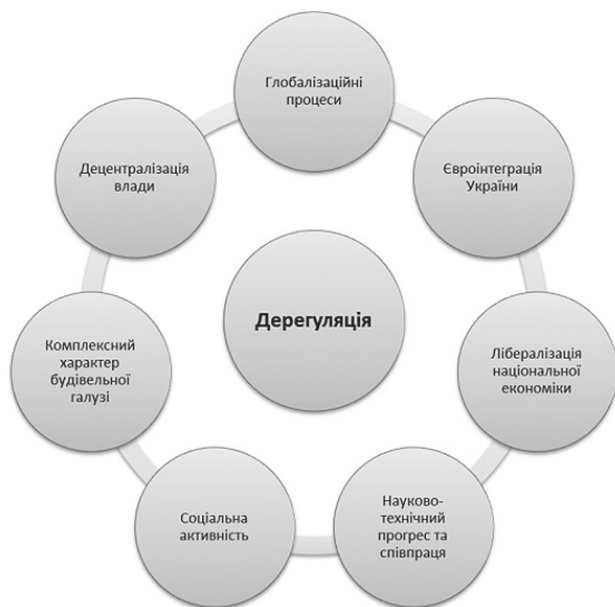 Глобалізаційні
процеси
Євроінтеграція
України
Лібералізація
національної
економіки
Науково-
технічний
прогрес та
співпраця
Соціальна
активність
Комплексний
характер
будівельної
галузі
Децентралізація
влади
Дерегуляція